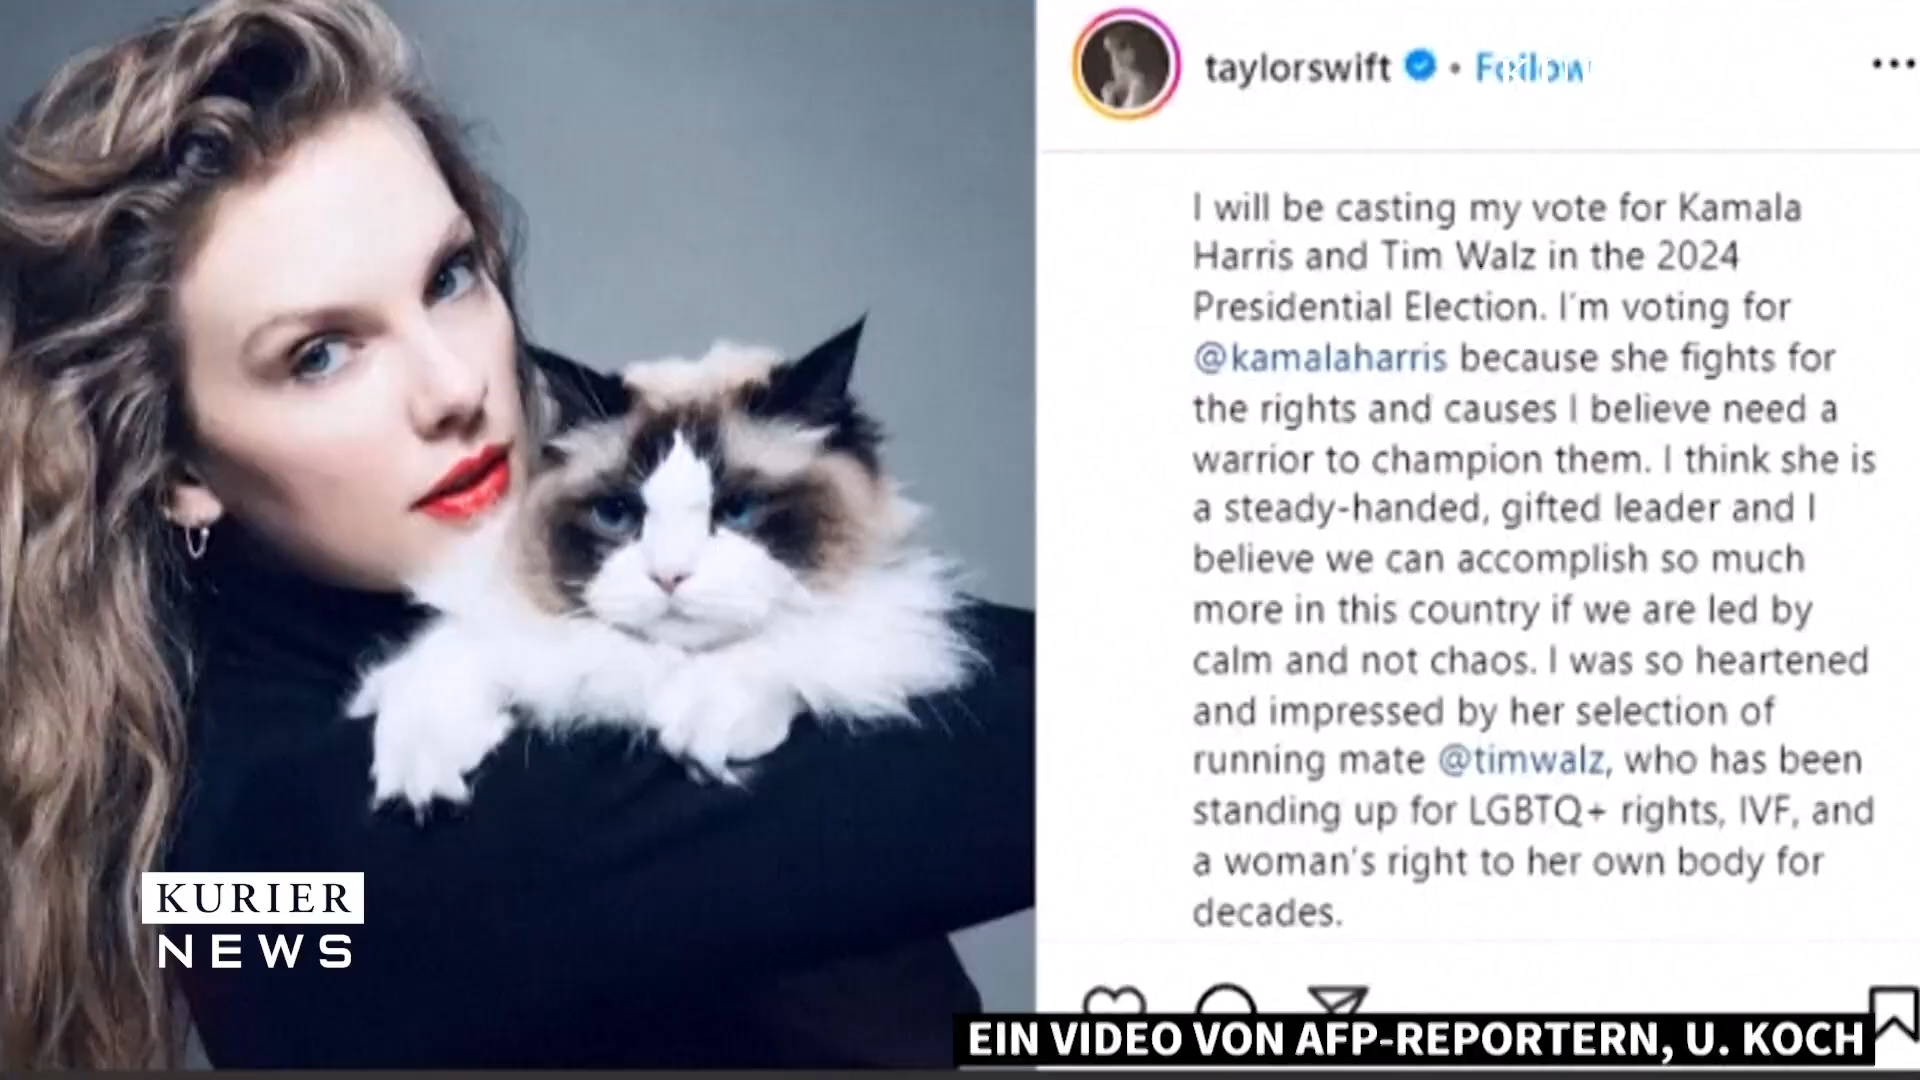 taylorswift • Follow
I will be casting my vote for Kamala
Harris and Tim Walz in the 2024
Presidential Election. I'm voting for
@kamalaharris because she fights for
the rights and causes I believe need a
warrior to champion them. I think she is
a steady-handed, gifted leader and I
believe we can accomplish so much
more in this country if we are led by
calm and not chaos. I was so heartened
and impressed by her selection of
running mate @timwalz, who has been
standing up for LGBTQ+ rights, IVF, and
a woman's right to her own body for
decades.
KURIER
NEWS
EIN VIDEO VON AFP-REPORTERN, U. KOCH